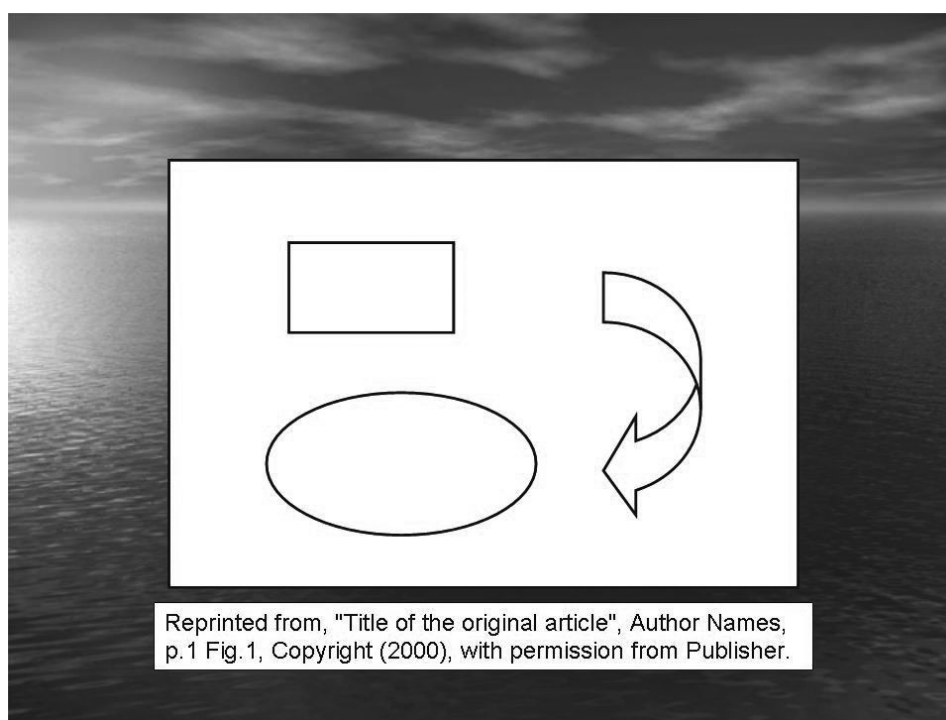 Reprinted from, "Title of the original article", Author Names,
p.1 Fig.1, Copyright (2000), with permission from Publisher.